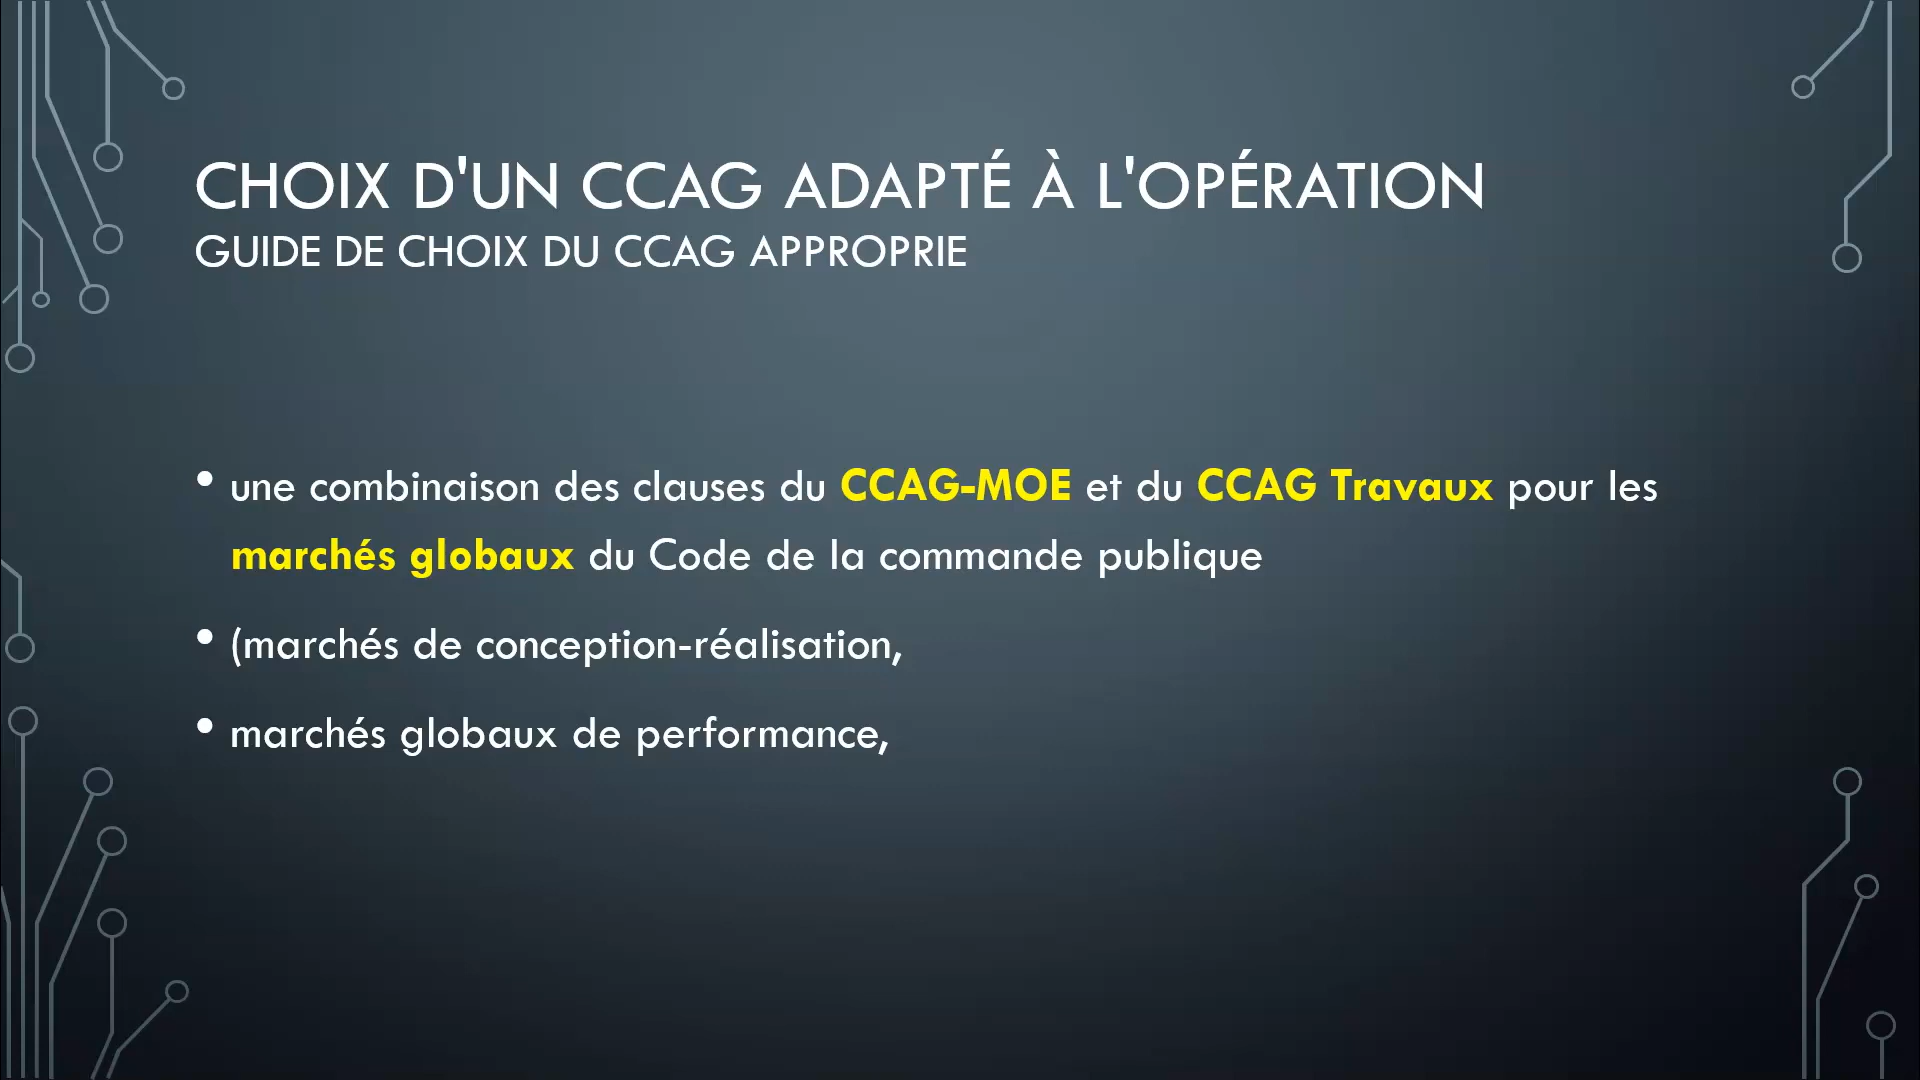 CHOIX D'UN CCAG ADAPTÉ À L'OPÉRATION
GUIDE DE CHOIX DU CCAG APPROPRIE
• une combinaison des clauses du CCAG-MOE et du CCAG Travaux pour les
marchés globaux du Code de la commande publique
• (marchés de conception-réalisation,
• marchés globaux de performance,